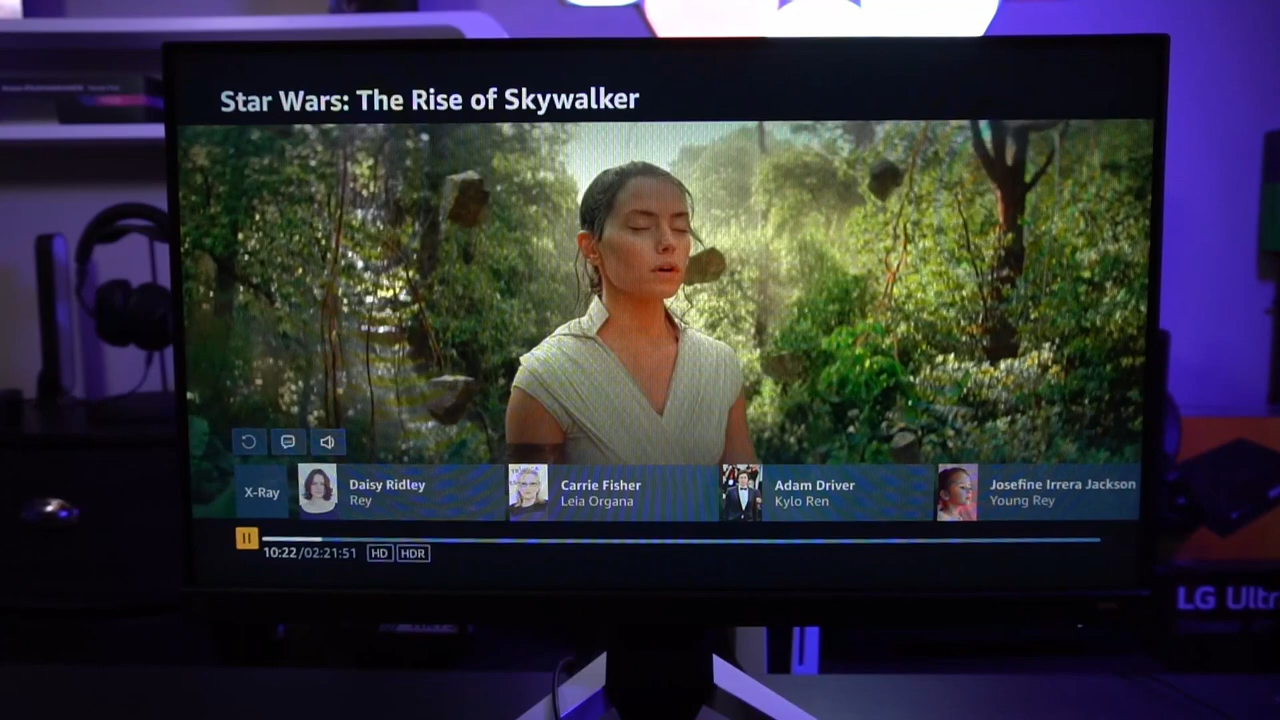 Star Wars: The Rise of Skywalker
X-Ray
Daisy Ridley
Rey
Carrie Fisher
Leia Organa
Adam Driver
Kylo Ren
Josefine Irrera Jackson
Young Rey
10:22/02:21:51 HD HDR
LG Ultr